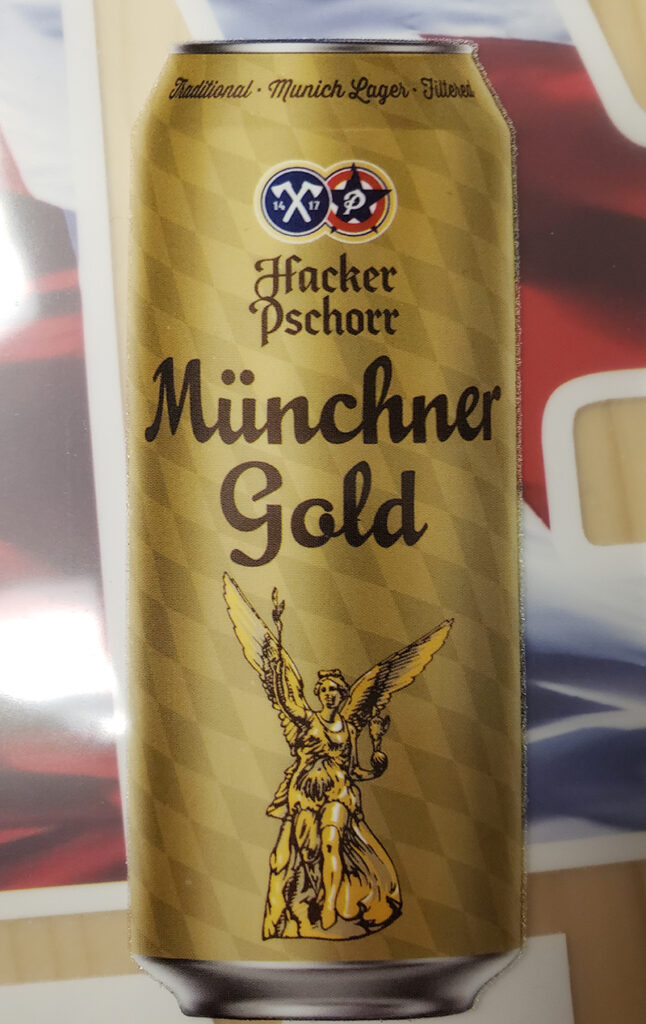 Traditional · Munich Lager · Filtered
14 17 P
Hacker
Pschorr
Münchner
Gold